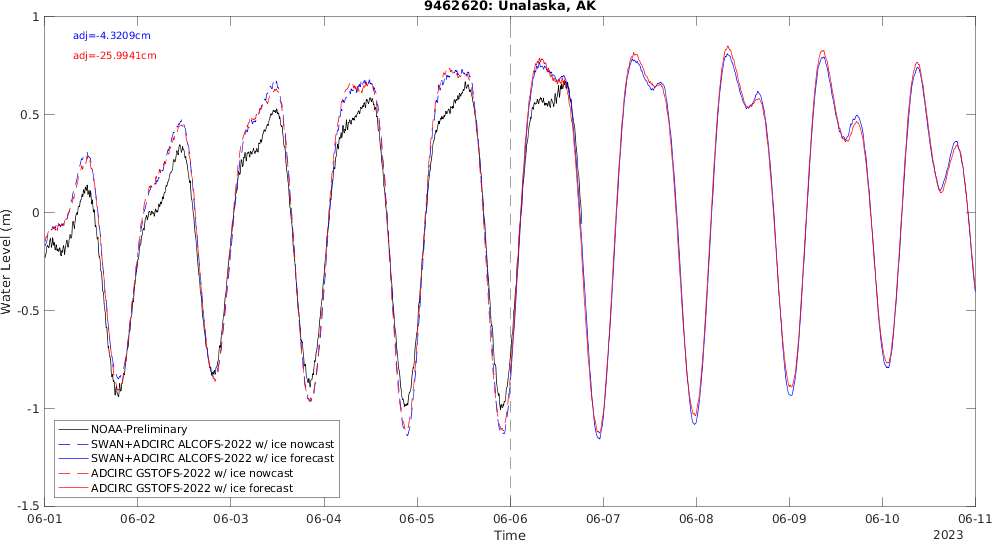 9462620: Unalaska, AK
adj=-4.3209cm
adj=-25.9941cm
Water Level (m)
1
0.5
0
-0.5
-1
-1.5
NOAA-Preliminary
SWAN+ADCIRC ALCOFS-2022 w/ ice nowcast
SWAN+ADCIRC ALCOFS-2022 w/ ice forecast
ADCIRC GSTOFS-2022 w/ ice nowcast
ADCIRC GSTOFS-2022 w/ ice forecast
06-01 06-02 06-03 06-04 06-05 06-06 06-07 06-08 06-09 06-10 06-11
Time
2023